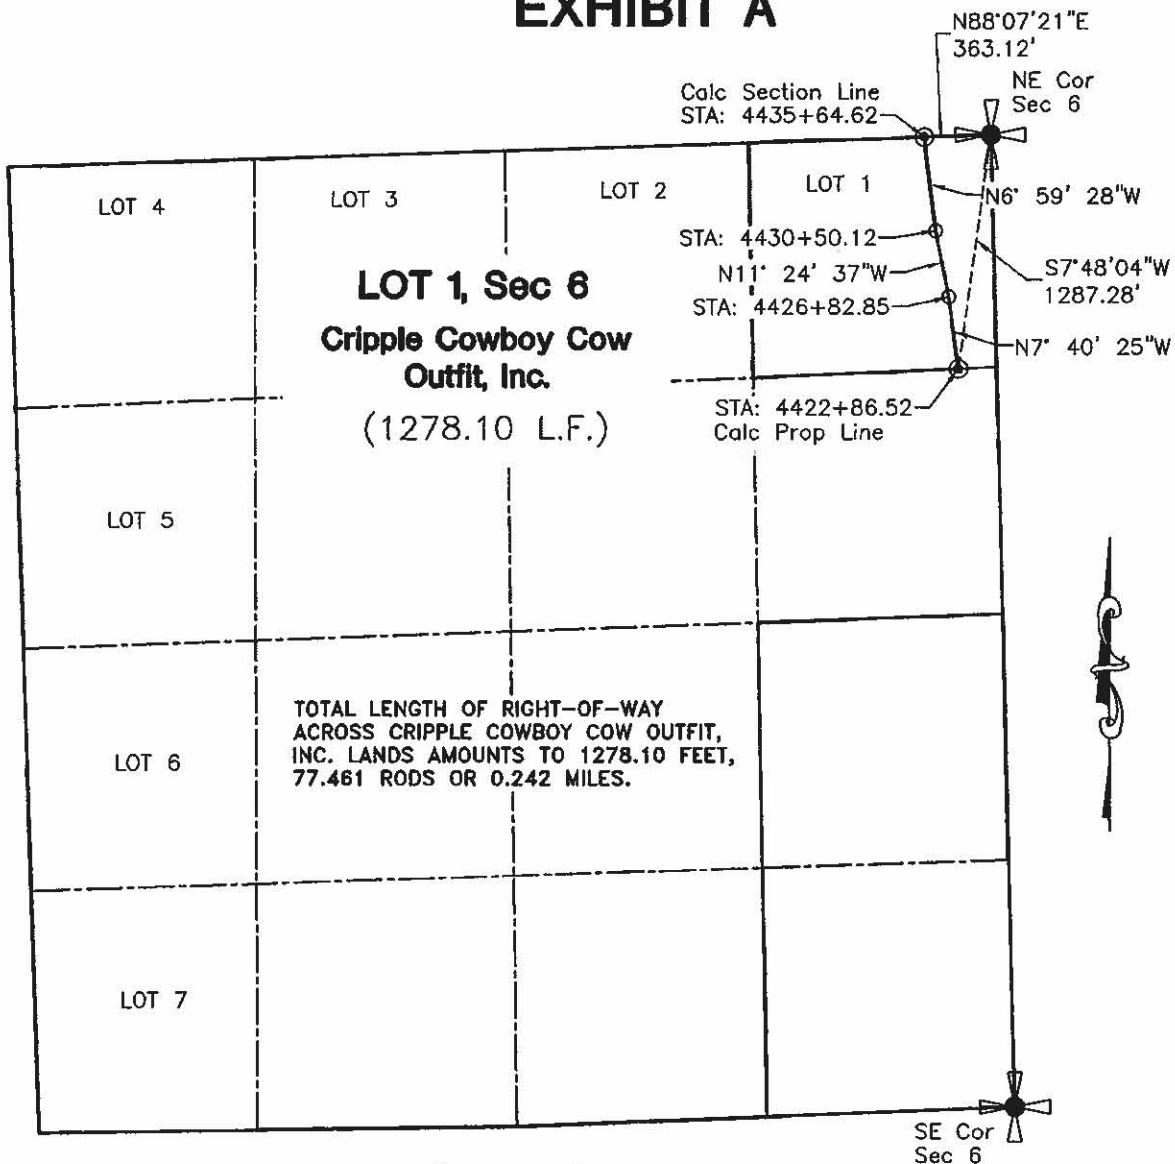 EXHIBIT A
N88°07'21"E
363.12'
NE Cor
Sec 6
Calc Section Line
STA: 4435+64.62
LOT 4
LOT 3
LOT 2
LOT 1
N6° 59' 28"W
STA: 4430+50.12
N11° 24' 37"W
S7°48'04"W
1287.28'
STA: 4426+82.85
N7° 40' 25"W
LOT 1, Sec 6
Cripple Cowboy Cow
Outfit, Inc.
(1278.10 L.F.)
STA: 4422+86.52
Calc Prop Line
LOT 5
TOTAL LENGTH OF RIGHT-OF-WAY
ACROSS CRIPPLE COWBOY COW OUTFIT,
INC. LANDS AMOUNTS TO 1278.10 FEET,
77.461 RODS OR 0.242 MILES.
LOT 6
LOT 7
SE Cor
Sec 6